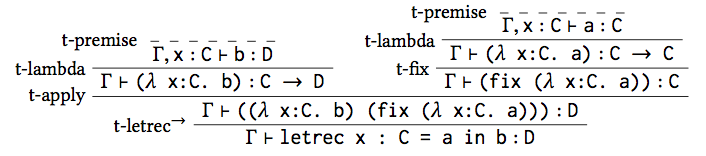 t-premise Γ, x : C ⊢ a : C
t-premise Γ, x : C ⊢ b : D t-lambda Γ ⊢ (λ x:C. a) : C → C
t-lambda Γ ⊢ (λ x:C. b) : C → D t-fix Γ ⊢ (fix (λ x:C. a)) : C
t-apply Γ ⊢ ((λ x:C. b) (fix (λ x:C. a))) : D
t-letrec→ Γ ⊢ letrec x : C = a in b : D